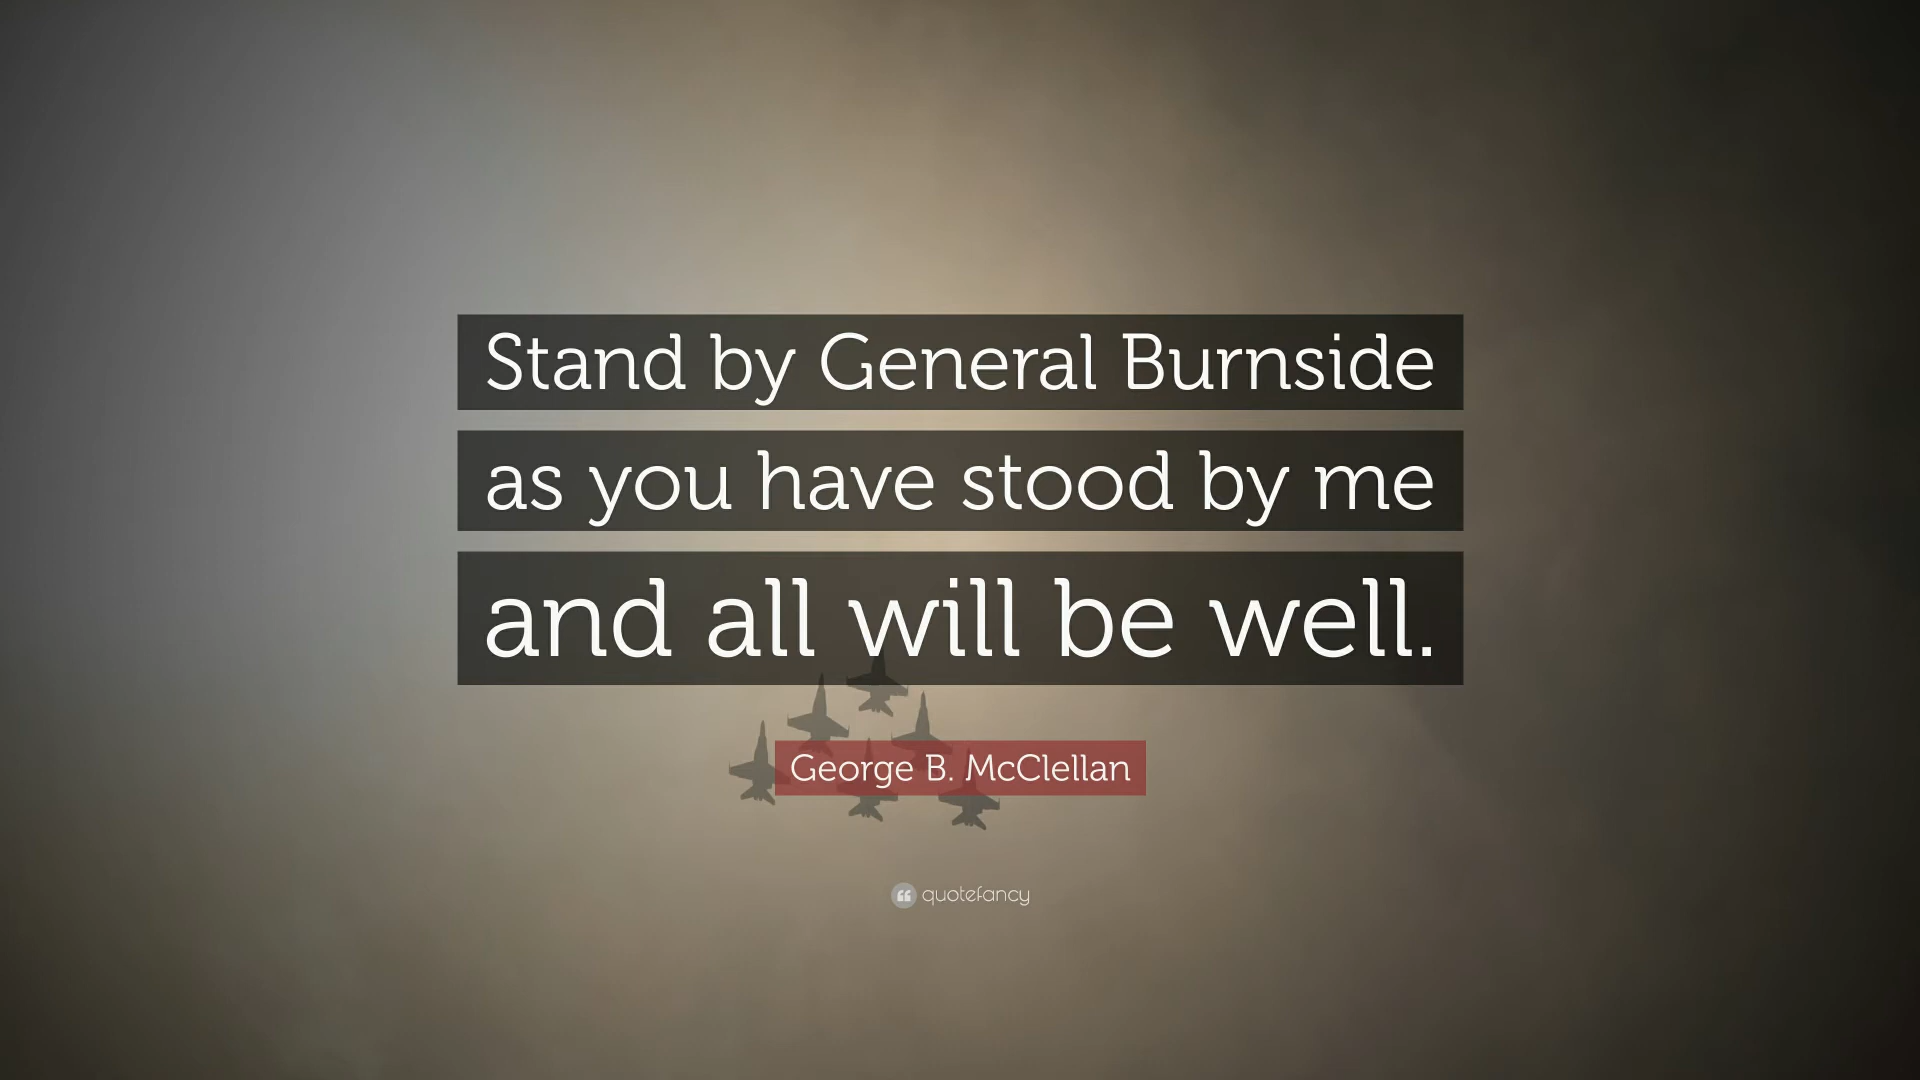 Stand by General Burnside
as you have stood by me
and all will be well.
George B. McClellan
quotefancy